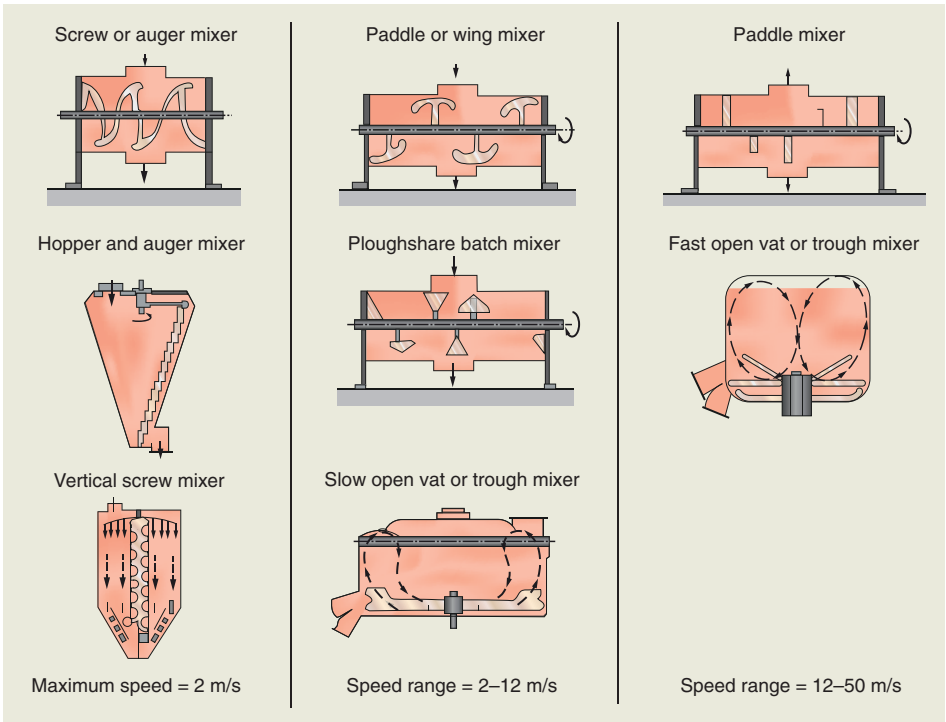 Screw or auger mixer
Paddle or wing mixer
Paddle mixer
Hopper and auger mixer
Ploughshare batch mixer
Fast open vat or trough mixer
Vertical screw mixer
Slow open vat or trough mixer
Maximum speed = 2 m/s
Speed range = 2–12 m/s
Speed range = 12–50 m/s